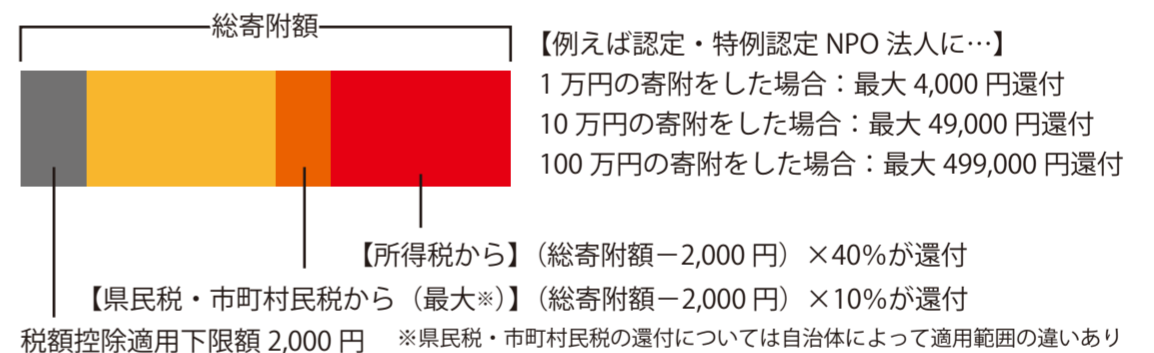 総寄附額
【例えば認定・特例認定 NPO 法人に…】
1 万円の寄附をした場合：最大 4,000 円還付
10 万円の寄附をした場合：最大 49,000 円還付
100 万円の寄附をした場合：最大 499,000 円還付
【所得税から】（総寄附額－2,000 円）×40%が還付
【県民税・市町村民税から（最大※）】（総寄附額－2,000 円）×10%が還付
税額控除適用下限額 2,000 円
※県民税・市町村民税の還付については自治体によって適用範囲の違いあり